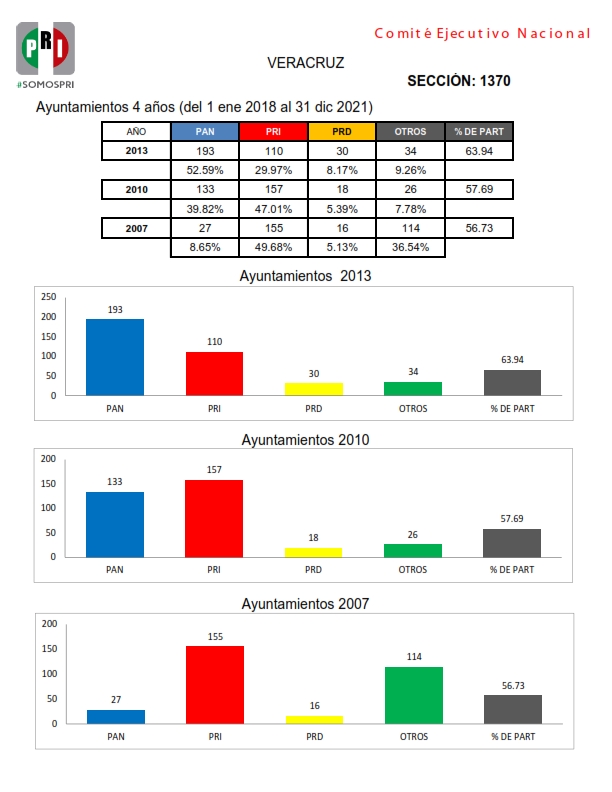 Comité Ejecutivo Nacional
PRI
#SOMOSPRI
VERACRUZ
SECCIÓN: 1370
Ayuntamientos 4 años (del 1 ene 2018 al 31 dic 2021)
AÑO PAN PRI PRD OTROS % DE PART
2013 193 110 30 34 63.94
52.59% 29.97% 8.17% 9.26%
2010 133 157 18 26 57.69
39.82% 47.01% 5.39% 7.78%
2007 27 155 16 114 56.73
8.65% 49.68% 5.13% 36.54%
Ayuntamientos 2013
250
200
150
100
50
0
193 110 30 34 63.94
PAN PRI PRD OTROS % DE PART
Ayuntamientos 2010
200
150
100
50
0
133 157 18 26 57.69
PAN PRI PRD OTROS % DE PART
Ayuntamientos 2007
200
150
100
50
0
27 155 16 114 56.73
PAN PRI PRD OTROS % DE PART